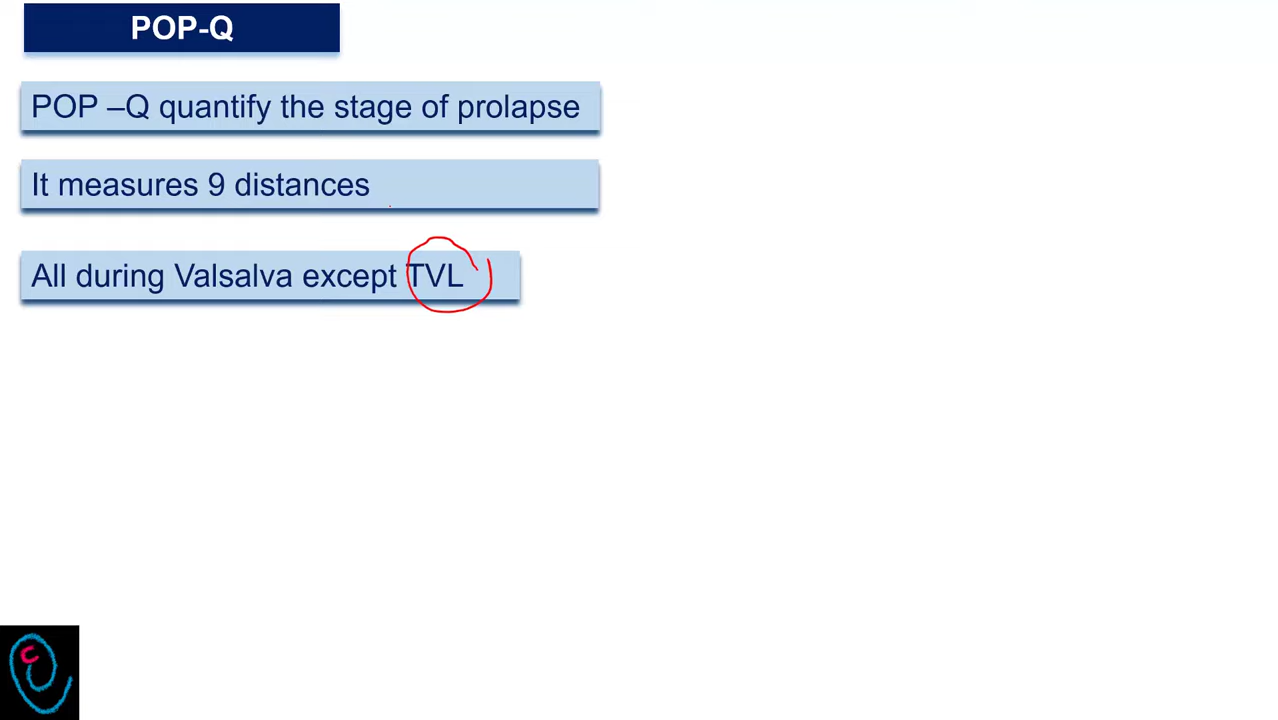 POP-Q
POP –Q quantify the stage of prolapse
It measures 9 distances
All during Valsalva except TVL